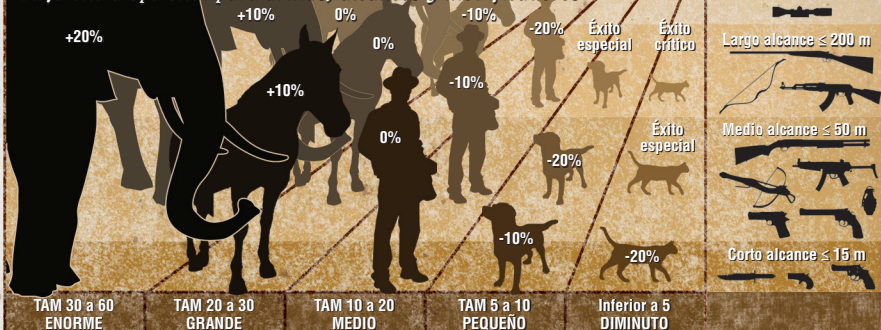 +10%
0%
-10%
-20%
Éxito
especial
Éxito
crítico
+20%
0%
Largo alcance ≤ 200 m
+10%
-10%
0%
Éxito
especial
Medio alcance ≤ 50 m
-20%
-10%
-20%
Corto alcance ≤ 15 m
TAM 30 a 60
ENORME
TAM 20 a 30
GRANDE
TAM 10 a 20
MEDIO
TAM 5 a 10
PEQUEÑO
Inferior a 5
DIMINUTO